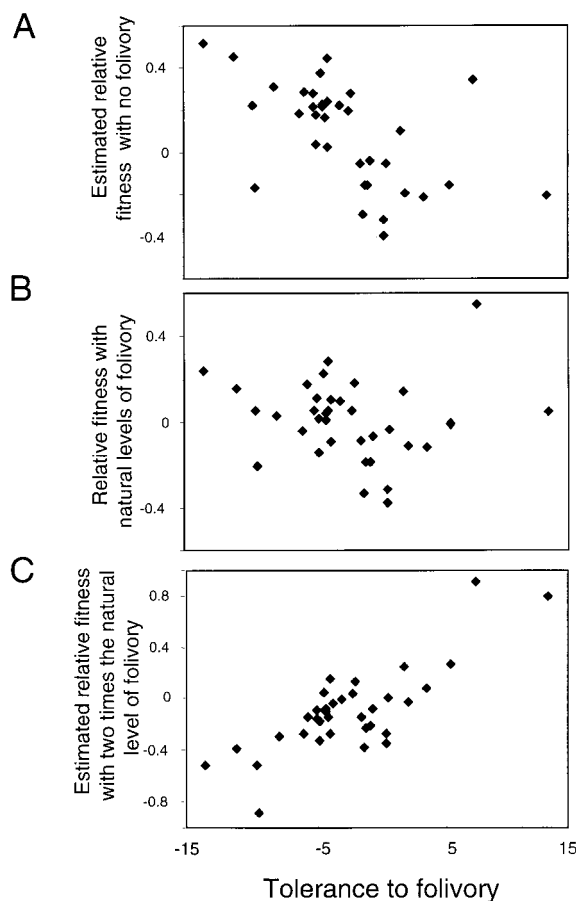 A
Estimated relative
fitness with no folivory
0.4
0
-0.4
B
Relative fitness with
natural levels of folivory
0.4
0
-0.4
C
Estimated relative fitness
with two times the natural
level of folivory
0.8
0.4
0
-0.4
-0.8
-15
-5
5
15
Tolerance to folivory